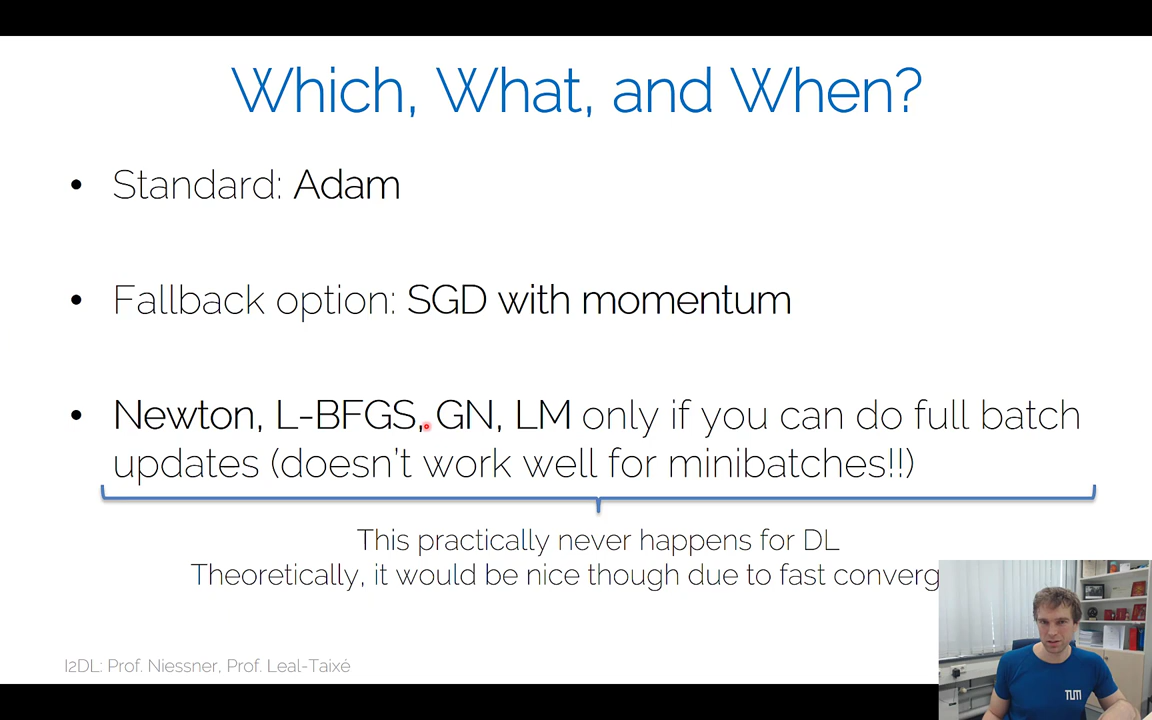 Which, What, and When?
• Standard: Adam
• Fallback option: SGD with momentum
• Newton, L-BFGS, GN, LM only if you can do full batch
updates (doesn't work well for minibatches!!)
This practically never happens for DL
Theoretically, it would be nice though due to fast converg
I2DL: Prof. Niessner, Prof. Leal-Taixé
TUM